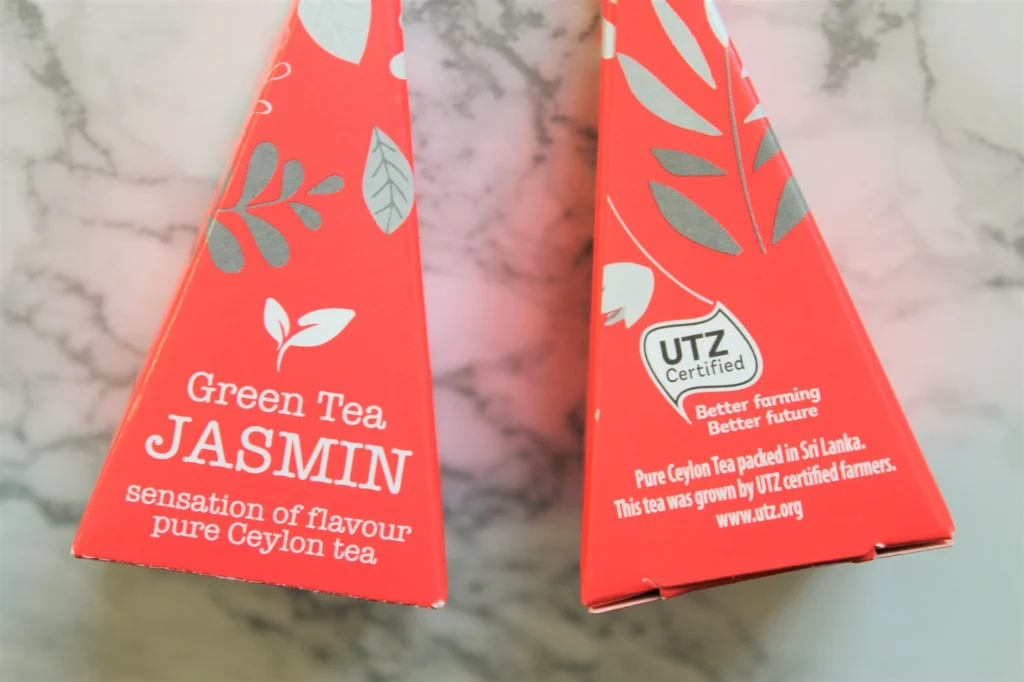 Green Tea
JASMIN
sensation of flavour
pure Ceylon tea
UTZ
Certified
Better farming
Better future
Pure Ceylon Tea packed in Sri Lanka.
This tea was grown by UTZ certified farmers.
www.utz.org